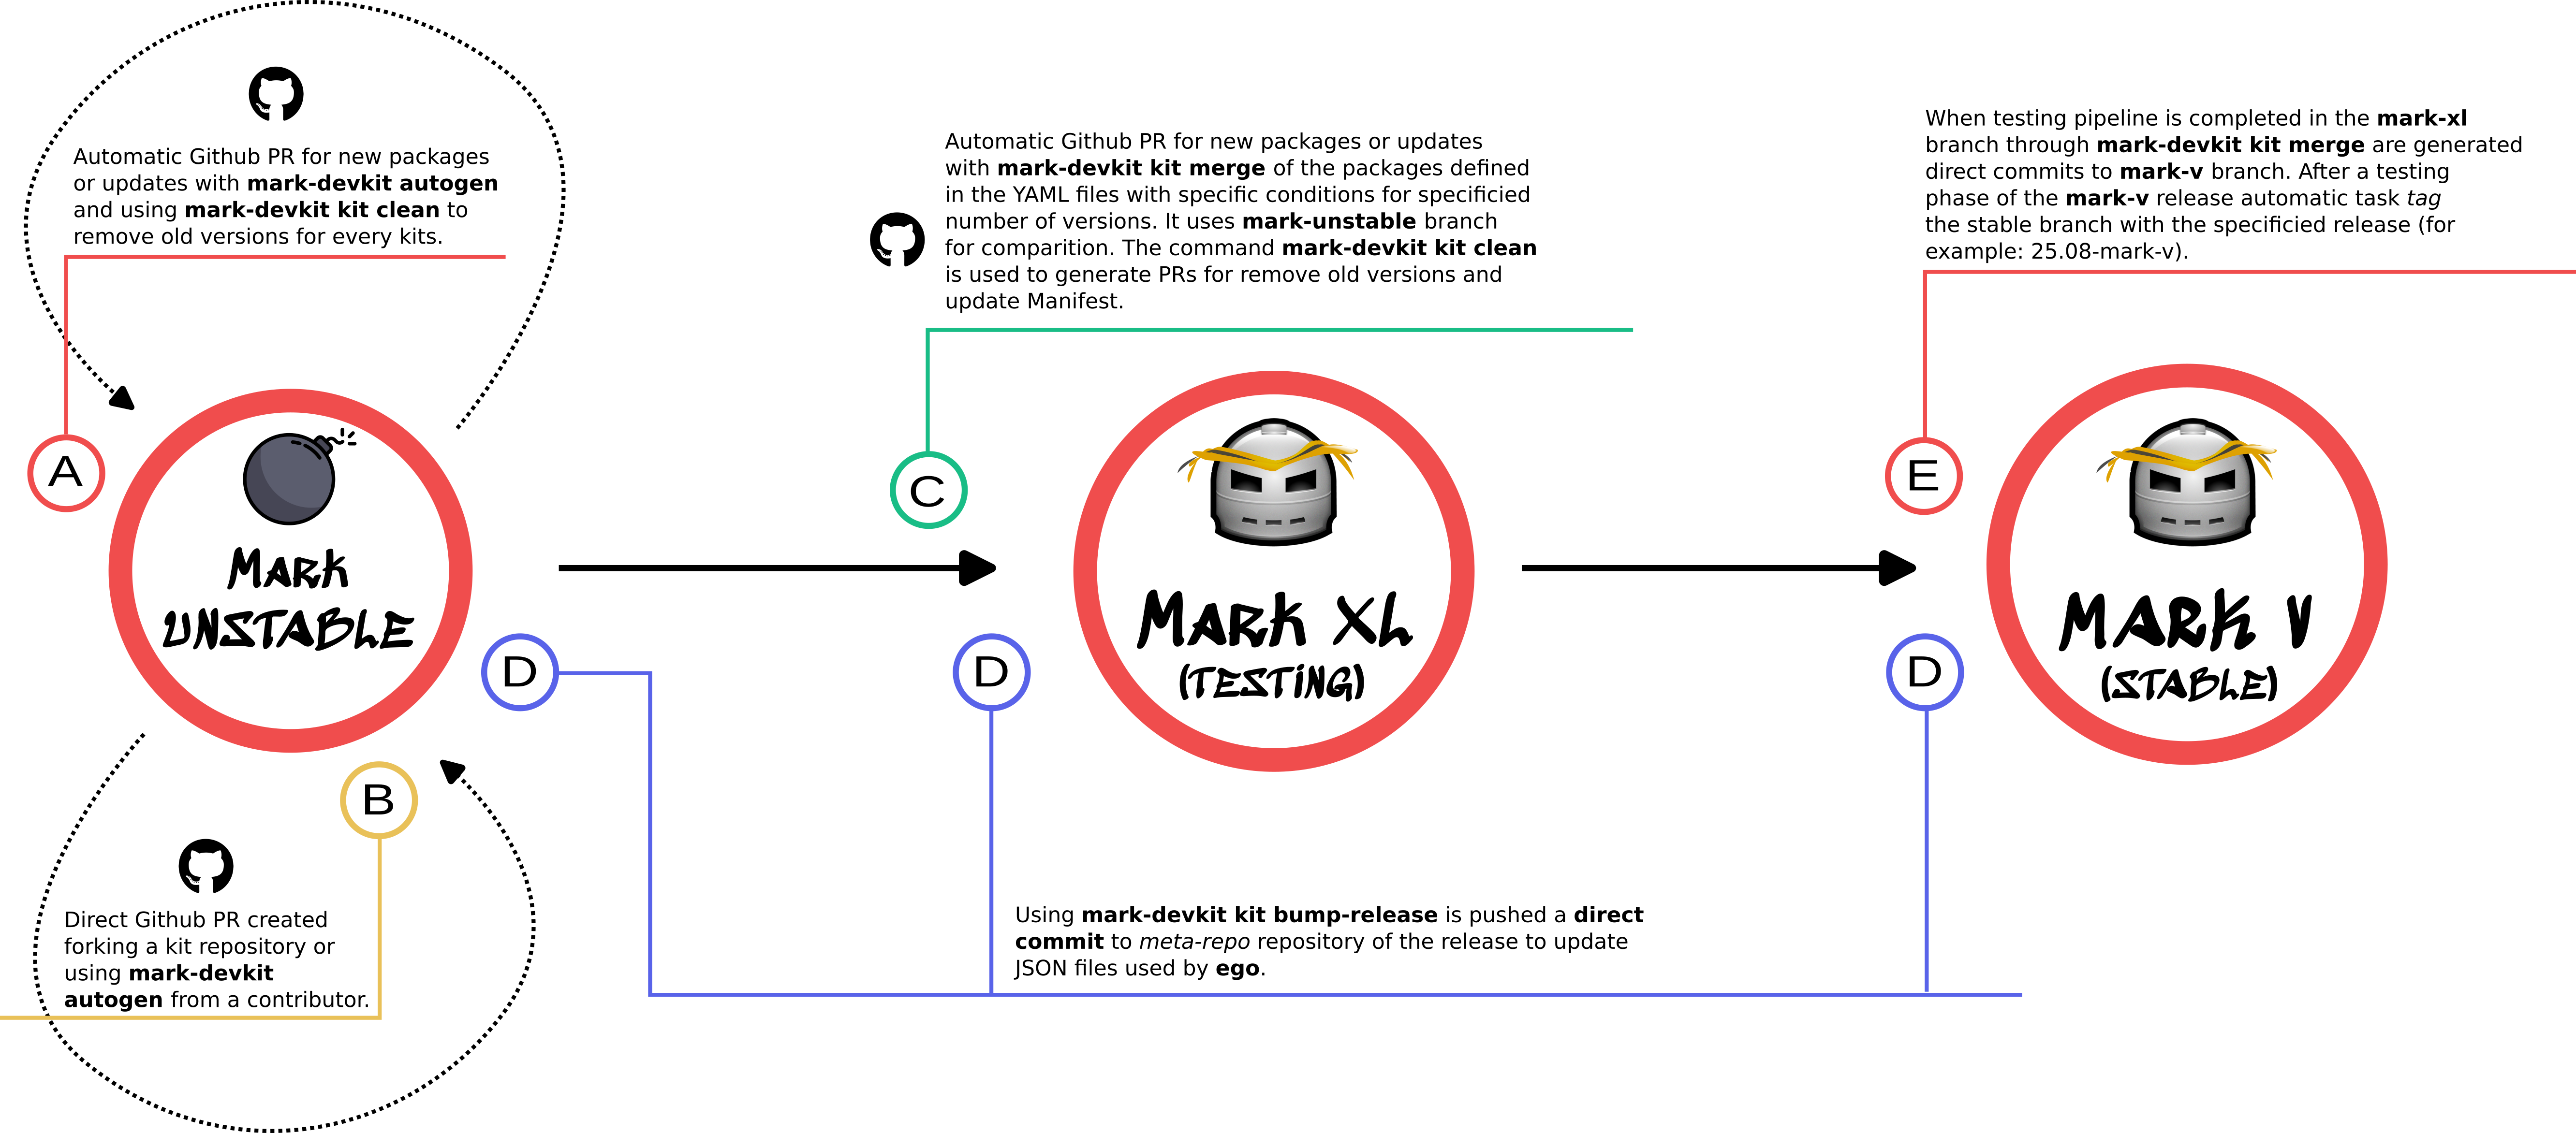 Automatic Github PR for new packages
or updates with mark-devkit autogen
and using mark-devkit kit clean to
remove old versions for every kits.
A
MARK
UNSTABLE
B
Direct Github PR created
forking a kit repository or
using mark-devkit
autogen from a contributor.
D
Automatic Github PR for new packages or updates
with mark-devkit kit merge of the packages defined
in the YAML files with specific conditions for specificied
number of versions. It uses mark-unstable branch
for comparition. The command mark-devkit kit clean
is used to generate PRs for remove old versions and
update Manifest.
C
D
MARK XL
(TESTING)
Using mark-devkit kit bump-release is pushed a direct
commit to meta-repo repository of the release to update
JSON files used by ego.
When testing pipeline is completed in the mark-xl
branch through mark-devkit kit merge are generated
direct commits to mark-v branch. After a testing
phase of the mark-v release automatic task tag
the stable branch with the specificied release (for
example: 25.08-mark-v).
E
D
MARK V
(STABLE)